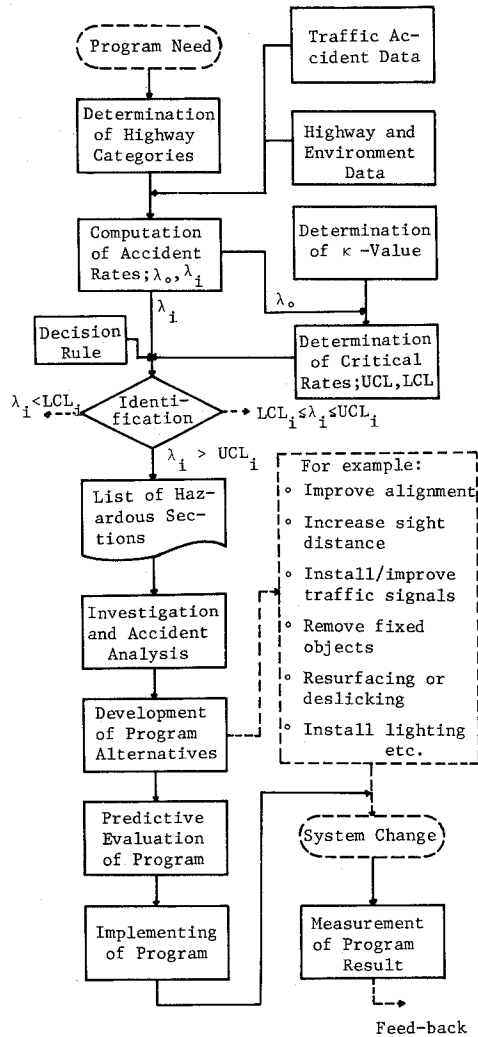 Program Need
Traffic Ac-
cident Data
Determination
of Highway
Categories
Highway and
Environment
Data
Computation
of Accident
Rates;λo,λi
Determination
of κ-Value
λi
λo
Decision
Rule
Determination
of Critical
Rates;UCL,LCL
λi<LCLi
Identi-
fication
LCLi≤λi≤UCLi
λi > UCLi
List of Haz-
ardous Sec-
tions
For example:
° Improve alignment
° Increase sight
distance
° Install/improve
traffic signals
° Remove fixed
objects
° Resurfacing or
deslicking
° Install lighting
etc.
Investigation
and Accident
Analysis
Development
of Program
Alternatives
Predictive
Evaluation
of Program
System Change
Implementing
of Program
Measurement
of Program
Result
Feed-back